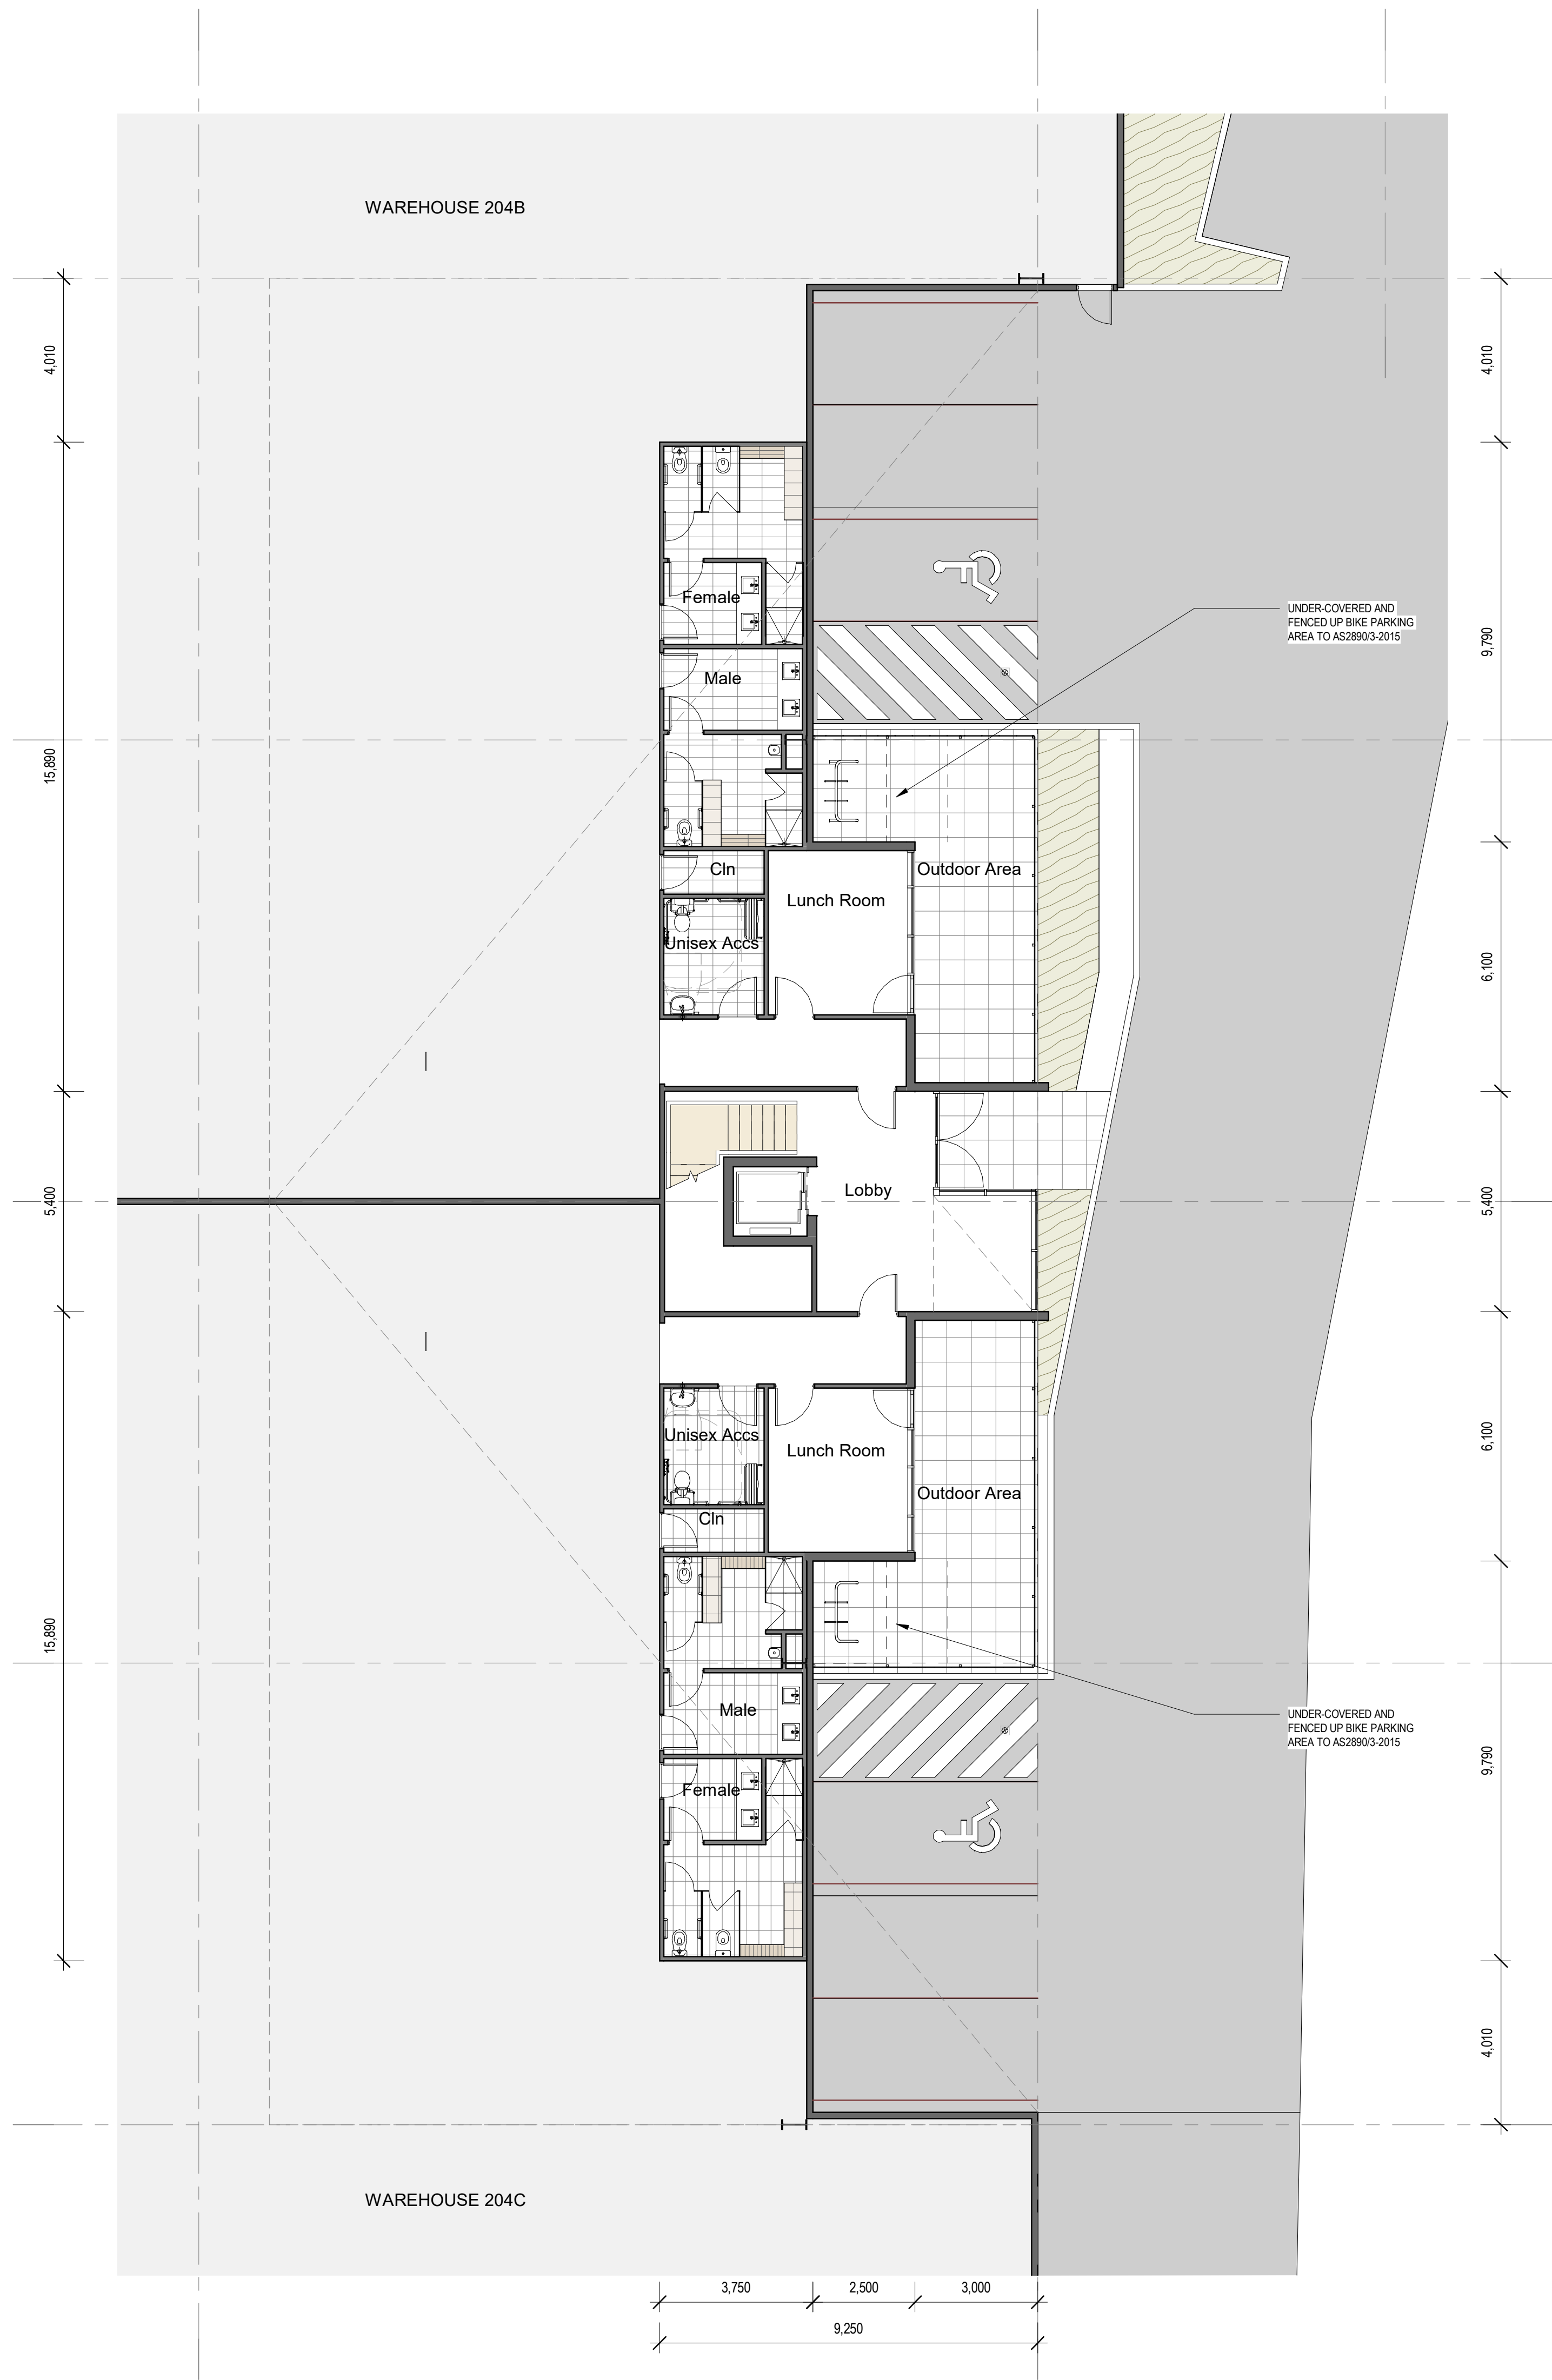 WAREHOUSE 204B
4,010
4,010
Female
UNDER-COVERED AND
FENCED UP BIKE PARKING
AREA TO AS2890/3-2015
9,790
Male
15,890
Cln
Outdoor Area
Lunch Room
Unisex Accs
6,100
Lobby
5,400
5,400
Unisex Accs
6,100
Lunch Room
Outdoor Area
Cln
15,890
Male
UNDER-COVERED AND
FENCED UP BIKE PARKING
AREA TO AS2890/3-2015
9,790
Female
4,010
WAREHOUSE 204C
3,750
2,500
3,000
9,250